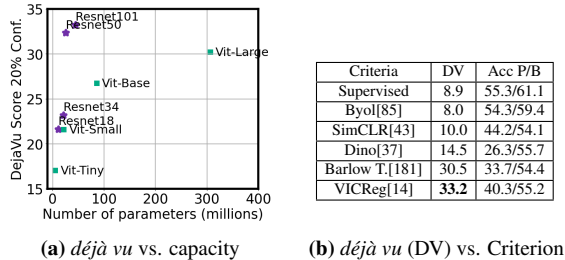 35
30
25
20
15
DejaVu Score 20% Conf.
Resnet101
Resnet50
Vit-Large
Vit-Base
Resnet34
Resnet18
Vit-Small
Vit-Tiny
0 100 200 300 400
Number of parameters (millions)
(a) déjà vu vs. capacity
Criteria DV Acc P/B
Supervised 8.9 55.3/61.1
Byol[85] 8.0 54.3/59.4
SimCLR[43] 10.0 44.2/54.1
Dino[37] 14.5 26.3/55.7
Barlow T.[181] 30.5 33.7/54.4
VICReg[14] 33.2 40.3/55.2
(b) déjà vu (DV) vs. Criterion